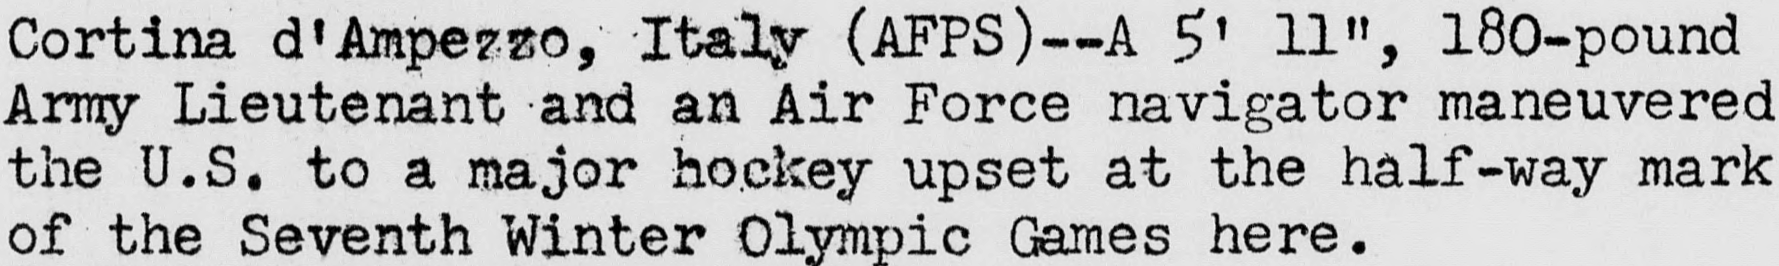 Cortina d'Ampezzo, Italy (AFPS)--A 5' 11", 180-pound
Army Lieutenant and an Air Force navigator maneuvered
the U.S. to a major hockey upset at the half-way mark
of the Seventh Winter Olympic Games here.